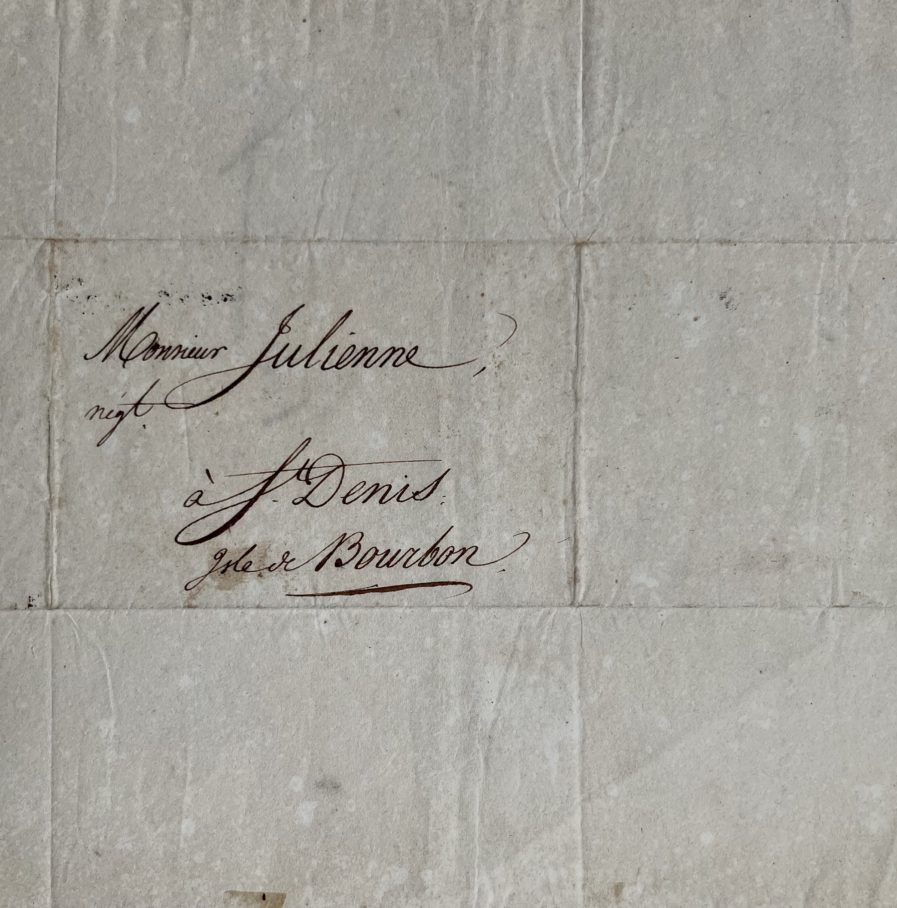 Monsieur Julienne,
négt.
à St. Denis.
Isle de Bourbon.